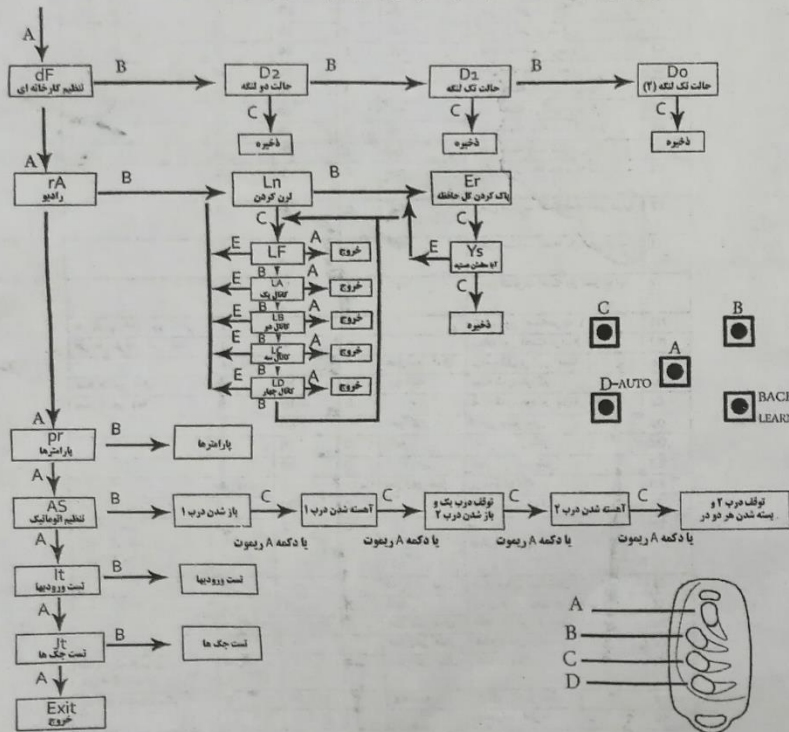 A
dF
تنظیم کارخانه ای
B
D2
حالت دو لنگه
B
D1
حالت تک لنگه
B
Do
حالت تک لنگه (۲)
C
ذخیره
C
ذخیره
C
ذخیره
A
rA
رادیو
B
Ln
لرن کردن
B
Er
پاک کردن کل حافظه
C
C
E
LF
A
خروج
E
Ys
آیا مطمئن هستید
B
E
LA
کانال یک
A
خروج
C
B
E
LB
کانال دو
A
خروج
ذخیره
B
E
LC
کانال سه
A
خروج
B
E
LD
کانال چهار
A
خروج
B
C
B
A
D-AUTO
BACK
LEARN
A
pr
پارامترها
B
پارامترها
A
AS
تنظیم اتوماتیک
B
باز شدن درب ۱
C
آهسته شدن درب ۱
C
توقف درب یک و
باز شدن درب ۲
C
آهسته شدن درب ۲
C
توقف درب ۲ و
بسته شدن هر دو در
یا دکمه A ریموت
یا دکمه A ریموت
یا دکمه A ریموت
یا دکمه A ریموت
A
It
تست ورودیها
B
تست ورودیها
A
Jt
تست جک ها
B
تست جک ها
A
Exit
خروج
A
B
C
D